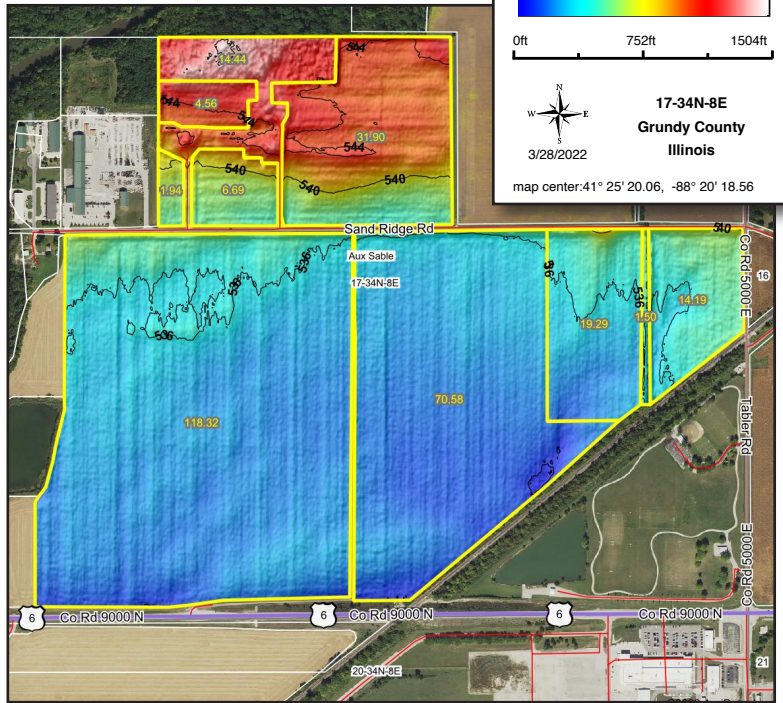 0ft 752ft 1504ft
N
W E
S
3/28/2022
17-34N-8E
Grundy County
Illinois
map center:41° 25' 20.06, -88° 20' 18.56
544
14.44
4.56
544
544
31.90
544
540
540
540
1.94
6.69
Sand Ridge Rd
540
Aux Sable
536
536
17-34N-8E
16
Co Rd 5000 E
536
536
14.19
1.50
19.29
536
70.58
118.32
Tabler Rd
Co Rd 5000 E
6
Co Rd 9000 N
6
Co Rd 9000 N
6
Co Rd 9000 N
20-34N-8E
21